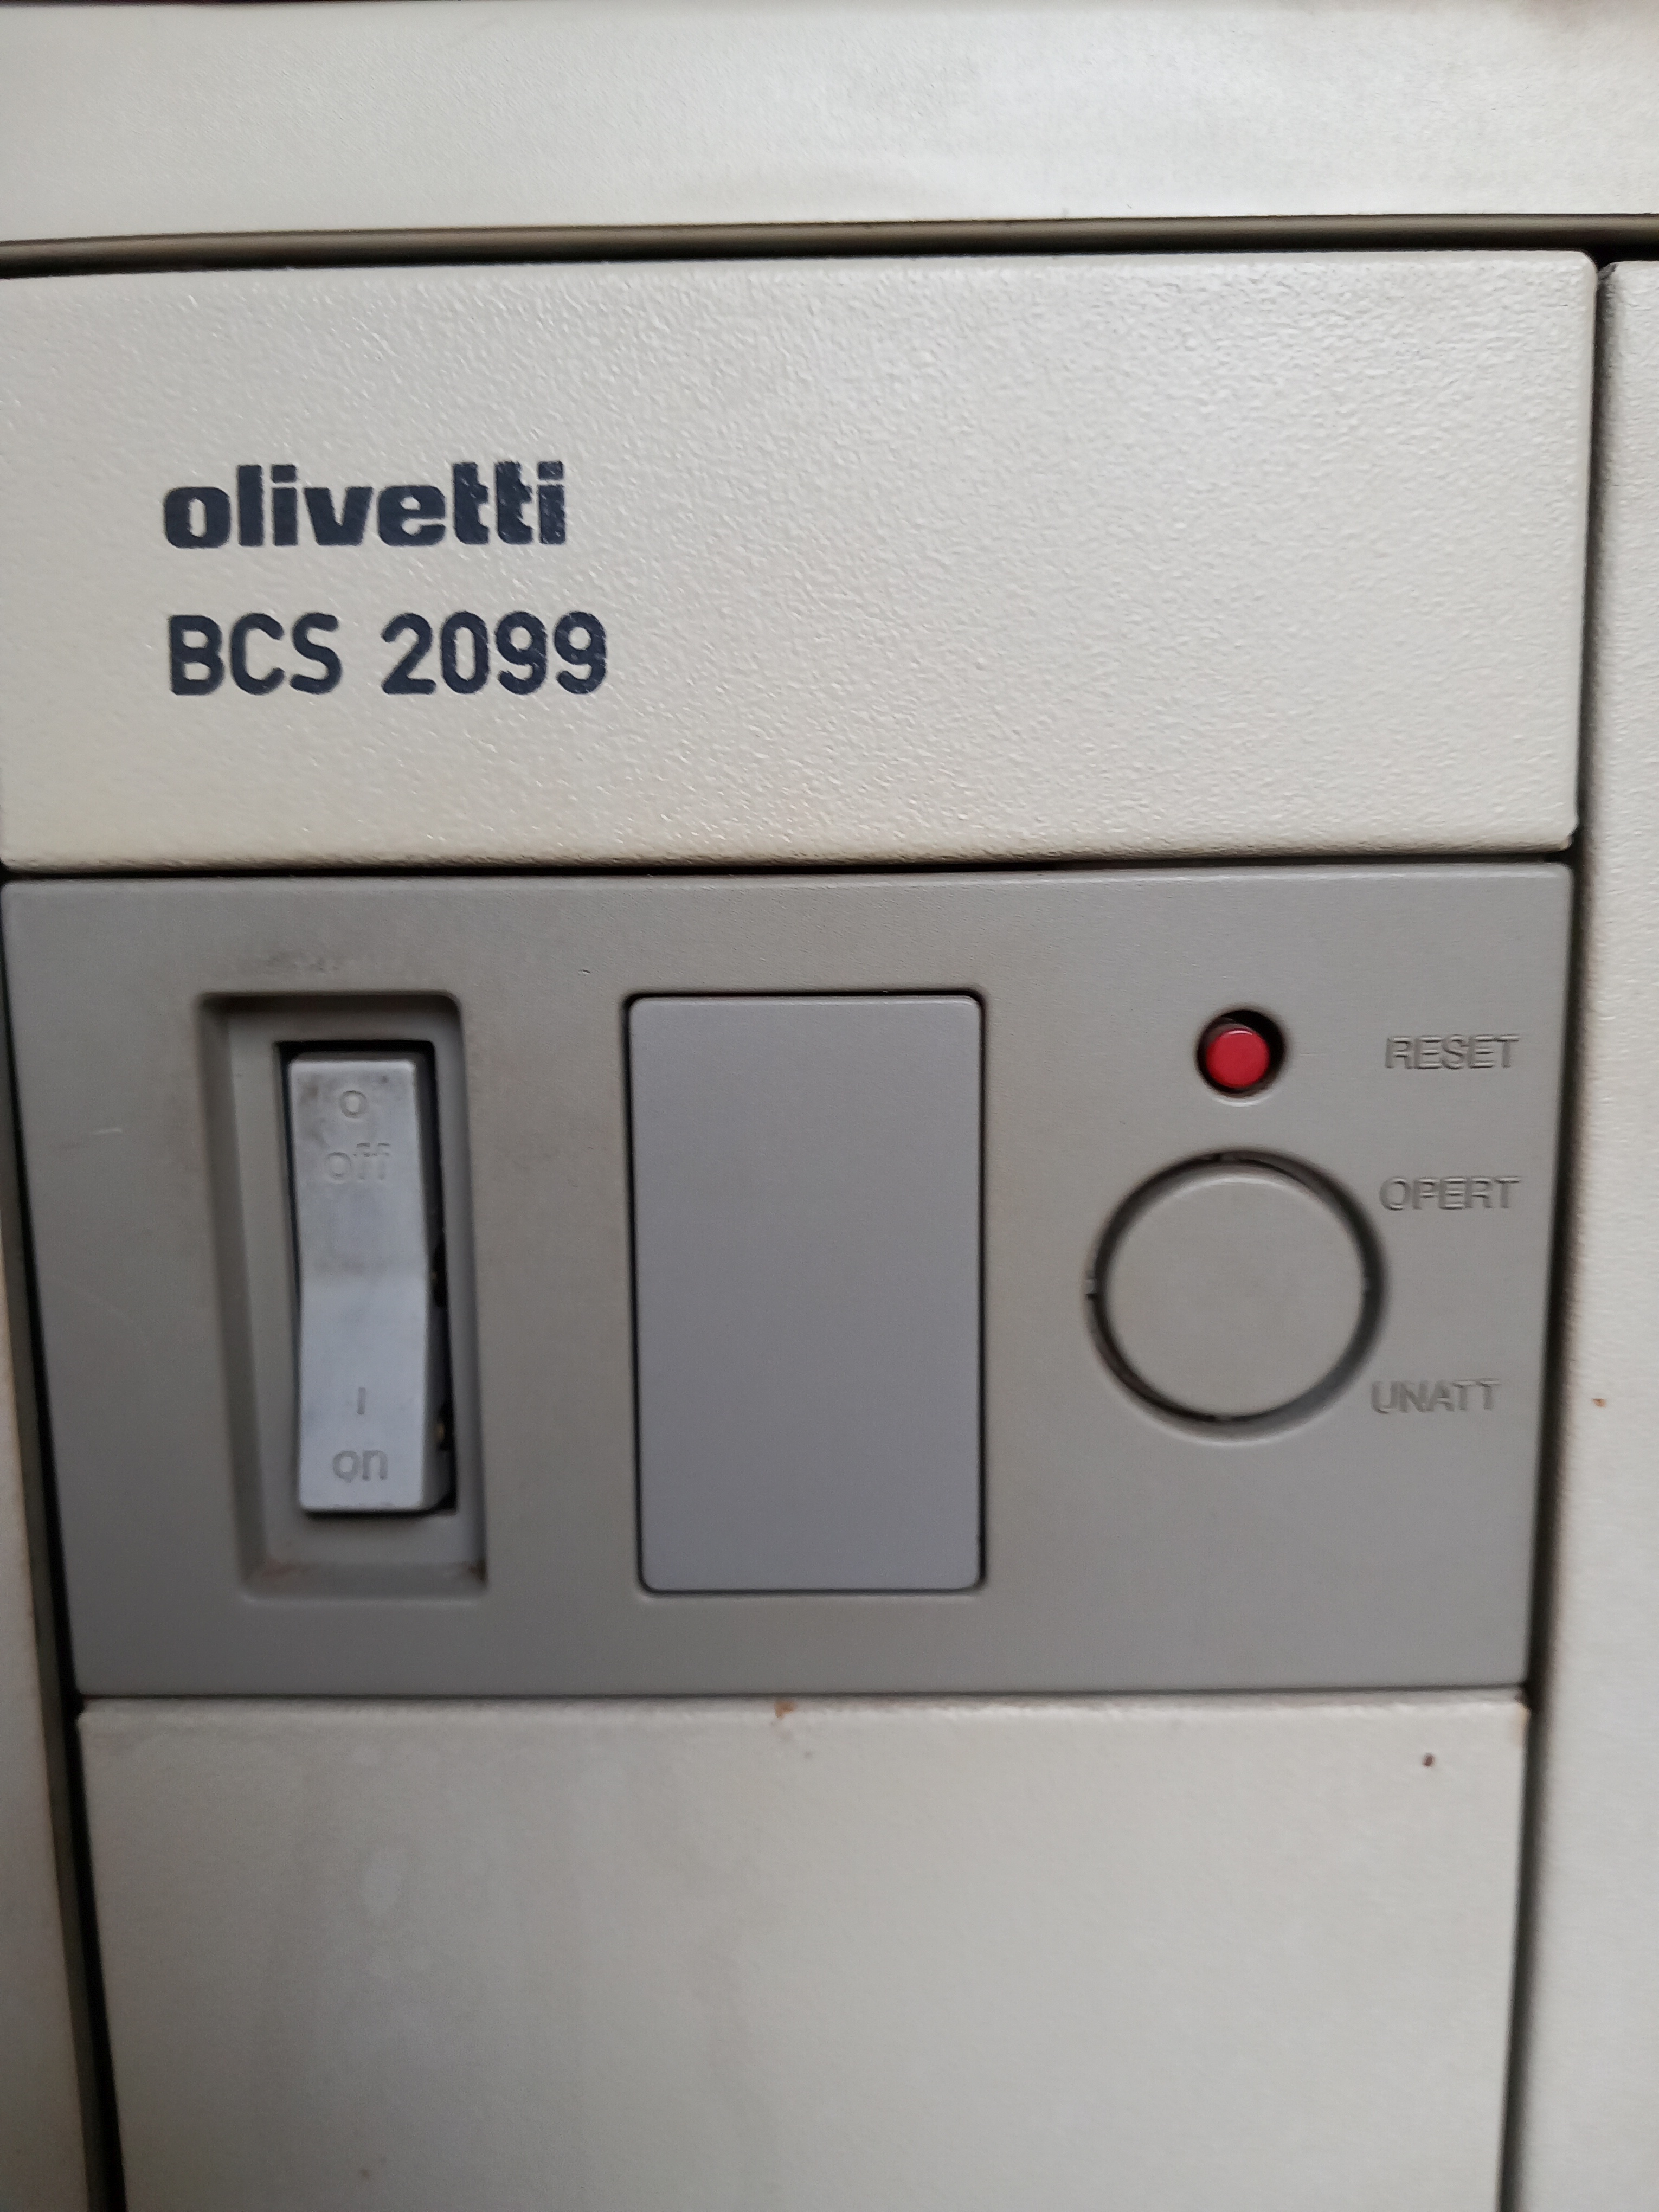 olivetti
BCS 2099
O
off
I
on
RESET
OPERT
UNATT